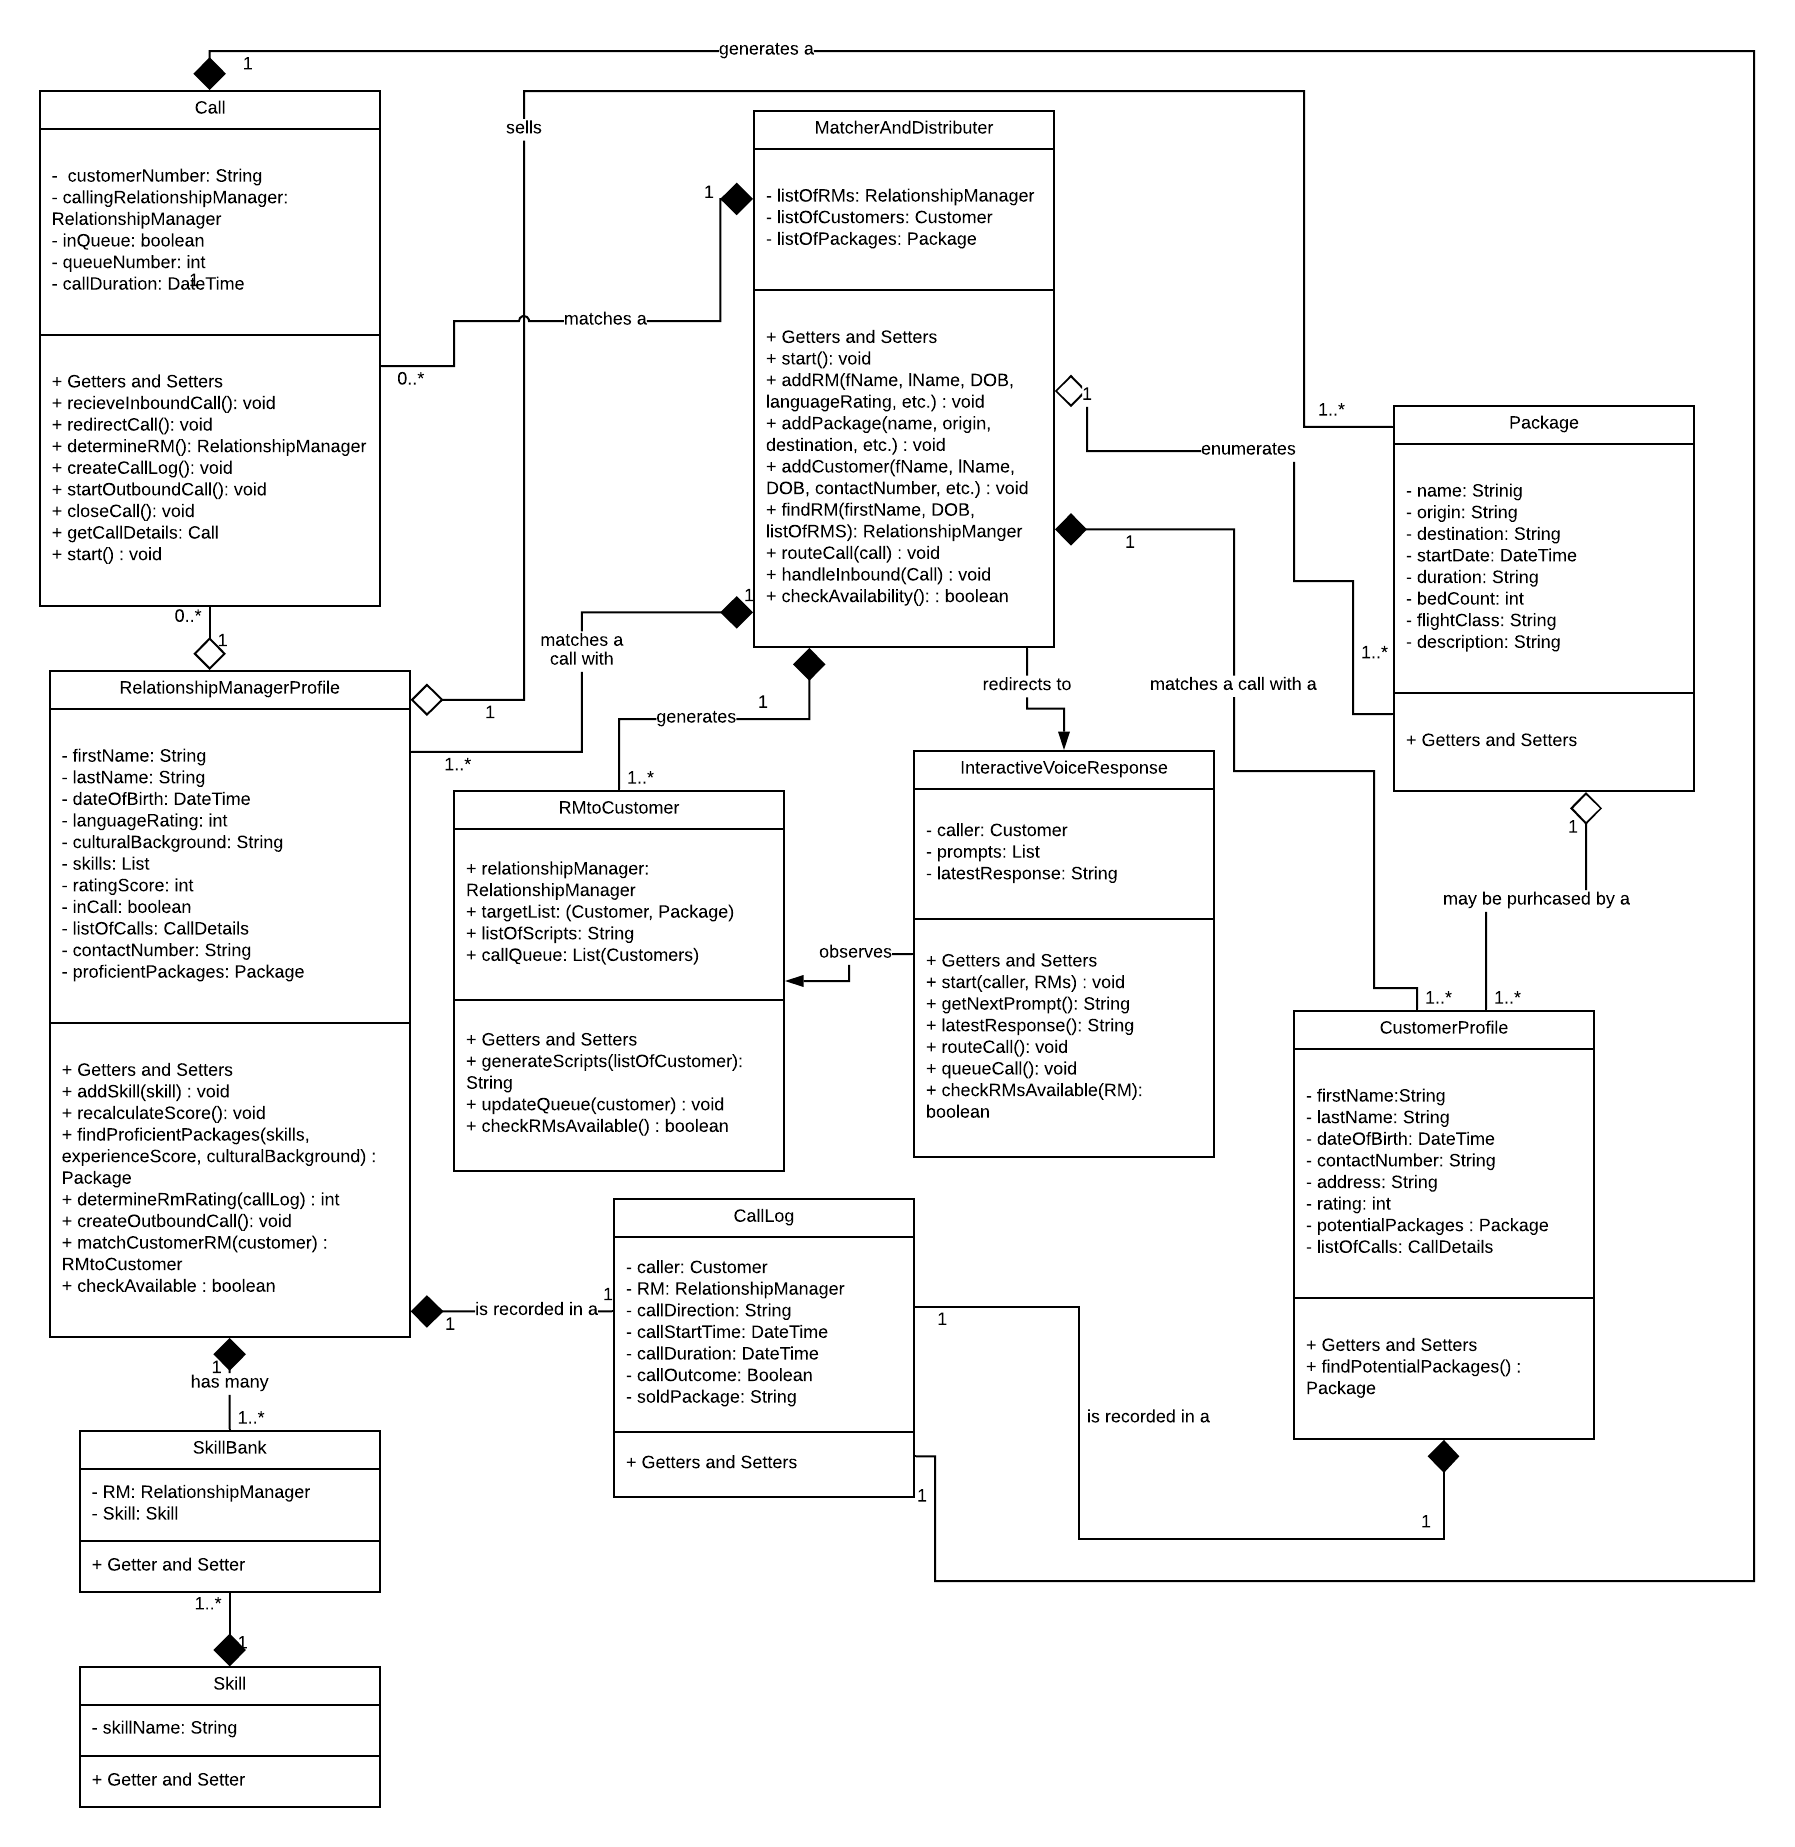 generates a
1
Call
- customerNumber: String
- callingRelationshipManager:
RelationshipManager
- inQueue: boolean
- queueNumber: int
- callDuration: DateTime
1
+ Getters and Setters
+ recieveInboundCall(): void
+ redirectCall(): void
+ determineRM(): RelationshipManager
+ createCallLog(): void
+ startOutboundCall(): void
+ closeCall(): void
+ getCallDetails: Call
+ start() : void
0..*
1
0..*
matches a
1
sells
MatcherAndDistributer
- listOfRMs: RelationshipManager
- listOfCustomers: Customer
- listOfPackages: Package
+ Getters and Setters
+ start(): void
+ addRM(fName, lName, DOB,
languageRating, etc.) : void
+ addPackage(name, origin,
destination, etc.) : void
+ addCustomer(fName, lName,
DOB, contactNumber, etc.) : void
+ findRM(firstName, DOB,
listOfRMS): RelationshipManger
+ routeCall(call) : void
+ handleInbound(Call) : void
+ checkAvailability(): : boolean
1
enumerates
1..*
1..*
1
matches a call with a
1
matches a
call with
1..*
1
generates
1
1..*
redirects to
Package
- name: Strinig
- origin: String
- destination: String
- startDate: DateTime
- duration: String
- bedCount: int
- flightClass: String
- description: String
+ Getters and Setters
1
may be purhcased by a
1..*
1..*
RelationshipManagerProfile
- firstName: String
- lastName: String
- dateOfBirth: DateTime
- languageRating: int
- culturalBackground: String
- skills: List
- ratingScore: int
- inCall: boolean
- listOfCalls: CallDetails
- contactNumber: String
- proficientPackages: Package
+ Getters and Setters
+ addSkill(skill) : void
+ recalculateScore(): void
+ findProficientPackages(skills,
experienceScore, culturalBackground) :
Package
+ determineRmRating(callLog) : int
+ createOutboundCall(): void
+ matchCustomerRM(customer) :
RMtoCustomer
+ checkAvailable : boolean
RMtoCustomer
+ relationshipManager:
RelationshipManager
+ targetList: (Customer, Package)
+ listOfScripts: String
+ callQueue: List(Customers)
+ Getters and Setters
+ generateScripts(listOfCustomer):
String
+ updateQueue(customer) : void
+ checkRMsAvailable() : boolean
observes
InteractiveVoiceResponse
- caller: Customer
- prompts: List
- latestResponse: String
+ Getters and Setters
+ start(caller, RMs) : void
+ getNextPrompt(): String
+ latestResponse(): String
+ routeCall(): void
+ queueCall(): void
+ checkRMsAvailable(RM):
boolean
CustomerProfile
- firstName:String
- lastName: String
- dateOfBirth: DateTime
- contactNumber: String
- address: String
- rating: int
- potentialPackages : Package
- listOfCalls: CallDetails
+ Getters and Setters
+ findPotentialPackages() :
Package
1
is recorded in a
1
CallLog
- caller: Customer
- RM: RelationshipManager
- callDirection: String
- callStartTime: DateTime
- callDuration: DateTime
- callOutcome: Boolean
- soldPackage: String
+ Getters and Setters
1
is recorded in a
1
1
1
has many
1..*
SkillBank
- RM: RelationshipManager
- Skill: Skill
+ Getter and Setter
1..*
1
Skill
- skillName: String
+ Getter and Setter